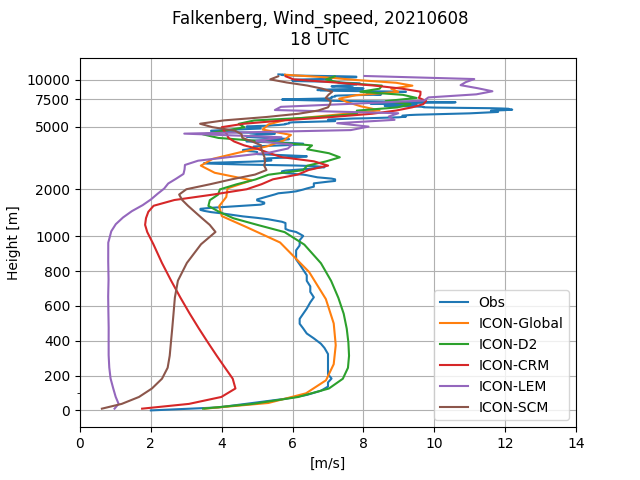 Falkenberg, Wind_speed, 20210608
18 UTC
Height [m]
10000
7500
5000
2000
1000
800
600
400
200
0
0 2 4 6 8 10 12 14
[m/s]
Obs
ICON-Global
ICON-D2
ICON-CRM
ICON-LEM
ICON-SCM